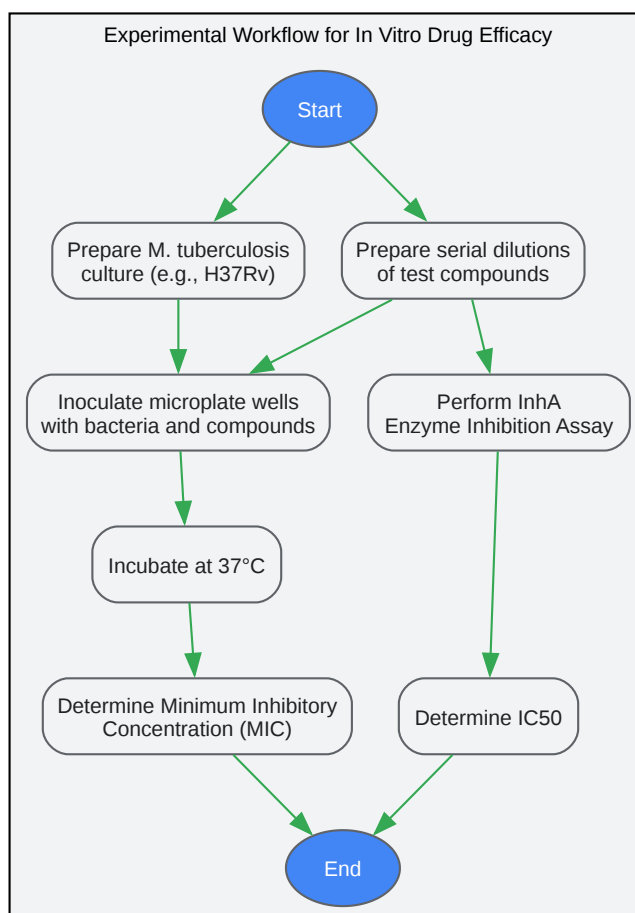 Experimental Workflow for In Vitro Drug Efficacy
Start
Prepare M. tuberculosis
culture (e.g., H37Rv)
Prepare serial dilutions
of test compounds
Inoculate microplate wells
with bacteria and compounds
Perform InhA
Enzyme Inhibition Assay
Incubate at 37°C
Determine Minimum Inhibitory
Concentration (MIC)
Determine IC50
End